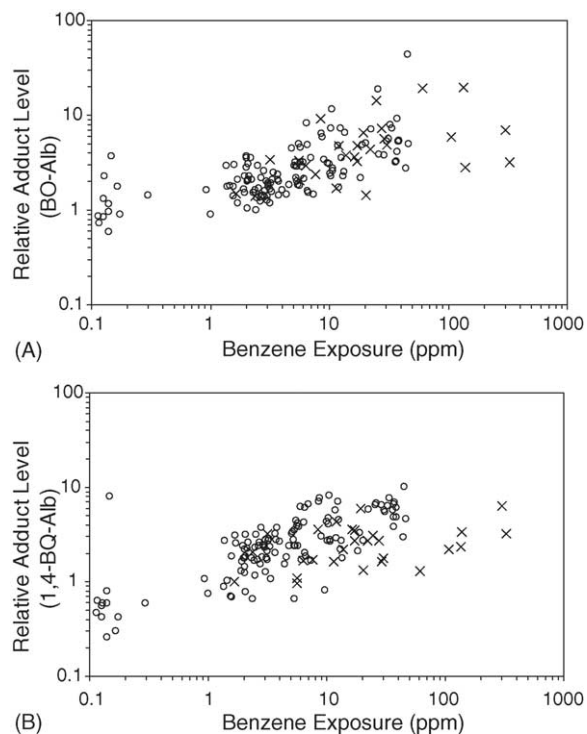 100
10
1
0.1
Relative Adduct Level
(BO-Alb)
0.1 1 10 100 1000
(A) Benzene Exposure (ppm)
100
10
1
0.1
Relative Adduct Level
(1,4-BQ-Alb)
0.1 1 10 100 1000
(B) Benzene Exposure (ppm)